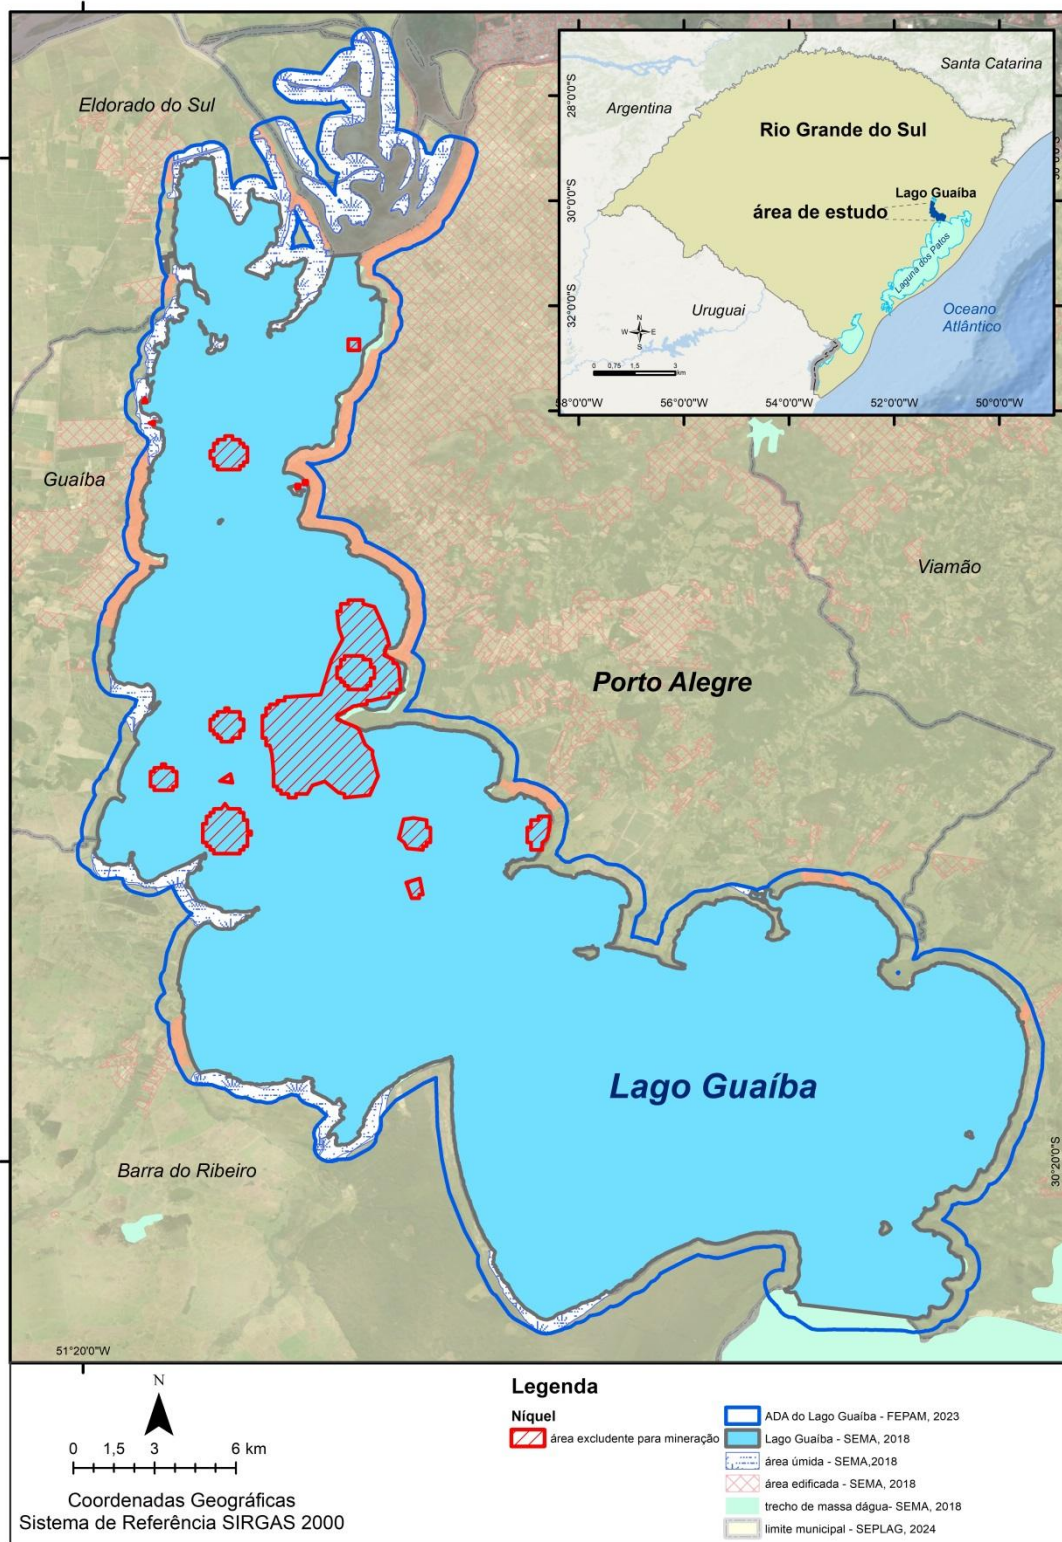 Eldorado do Sul
Guaíba
Viamão
Porto Alegre
Lago Guaíba
Barra do Ribeiro
51°20'0"W
30°20'0"S
Santa Catarina
Argentina
Rio Grande do Sul
Lago Guaíba
área de estudo
Laguna dos Patos
Uruguai
Oceano
Atlântico
N
W E
S
0 0,75 1,5 3
km
28°0'0"S
30°0'0"S
32°0'0"S
56°0'0"W
54°0'0"W
52°0'0"W
50°0'0"W
N
0 1,5 3 6 km
Coordenadas Geográficas
Sistema de Referência SIRGAS 2000
Legenda
Níquel
área excludente para mineração
ADA do Lago Guaíba - FEPAM, 2023
Lago Guaíba - SEMA, 2018
área úmida - SEMA,2018
área edificada - SEMA, 2018
trecho de massa dágua- SEMA, 2018
limite municipal - SEPLAG, 2024